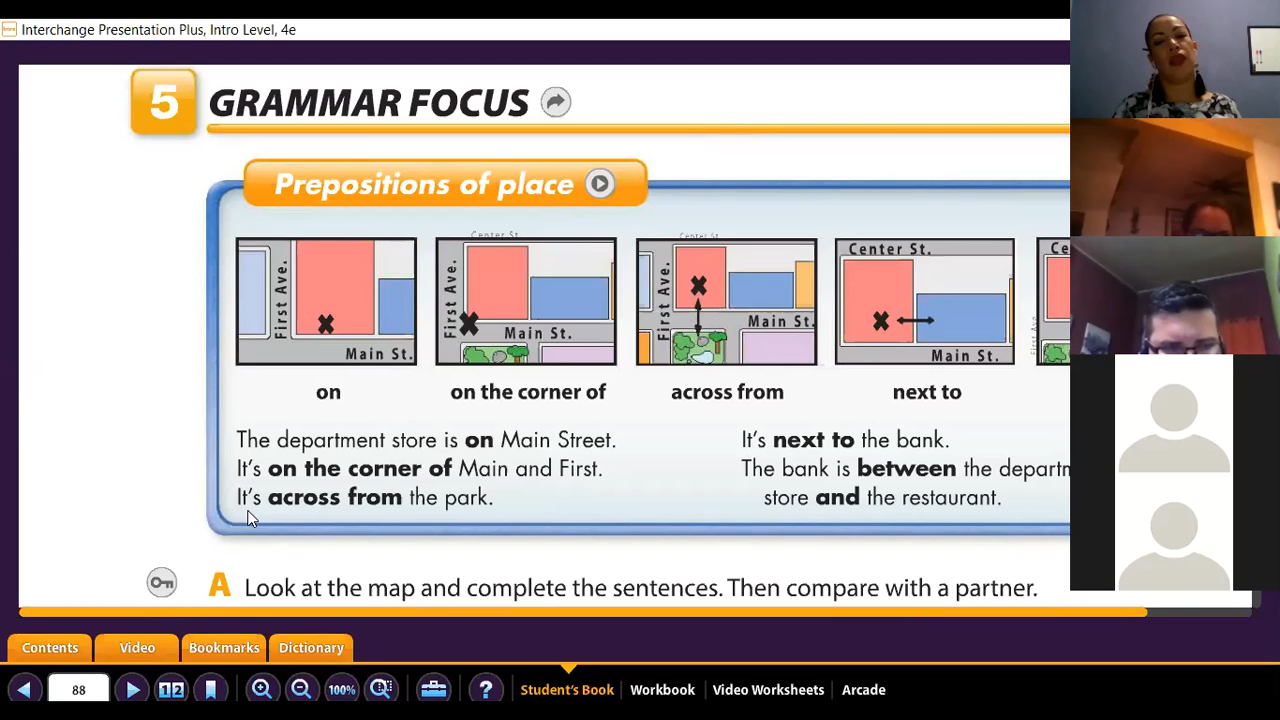 Interchange Presentation Plus, Intro Level, 4e
5 GRAMMAR FOCUS
Prepositions of place
First Ave.
Main St.
Center St.
First Ave.
Main St.
Center St.
First Ave.
Main St.
Center St.
Main St.
Ce
First Ave
on
on the corner of
across from
next to
The department store is on Main Street.
It's on the corner of Main and First.
It's across from the park.
It's next to the bank.
The bank is between the departm
store and the restaurant.
A Look at the map and complete the sentences. Then compare with a partner.
Contents Video Bookmarks Dictionary
88 12 100% ? Student's Book Workbook Video Worksheets Arcade